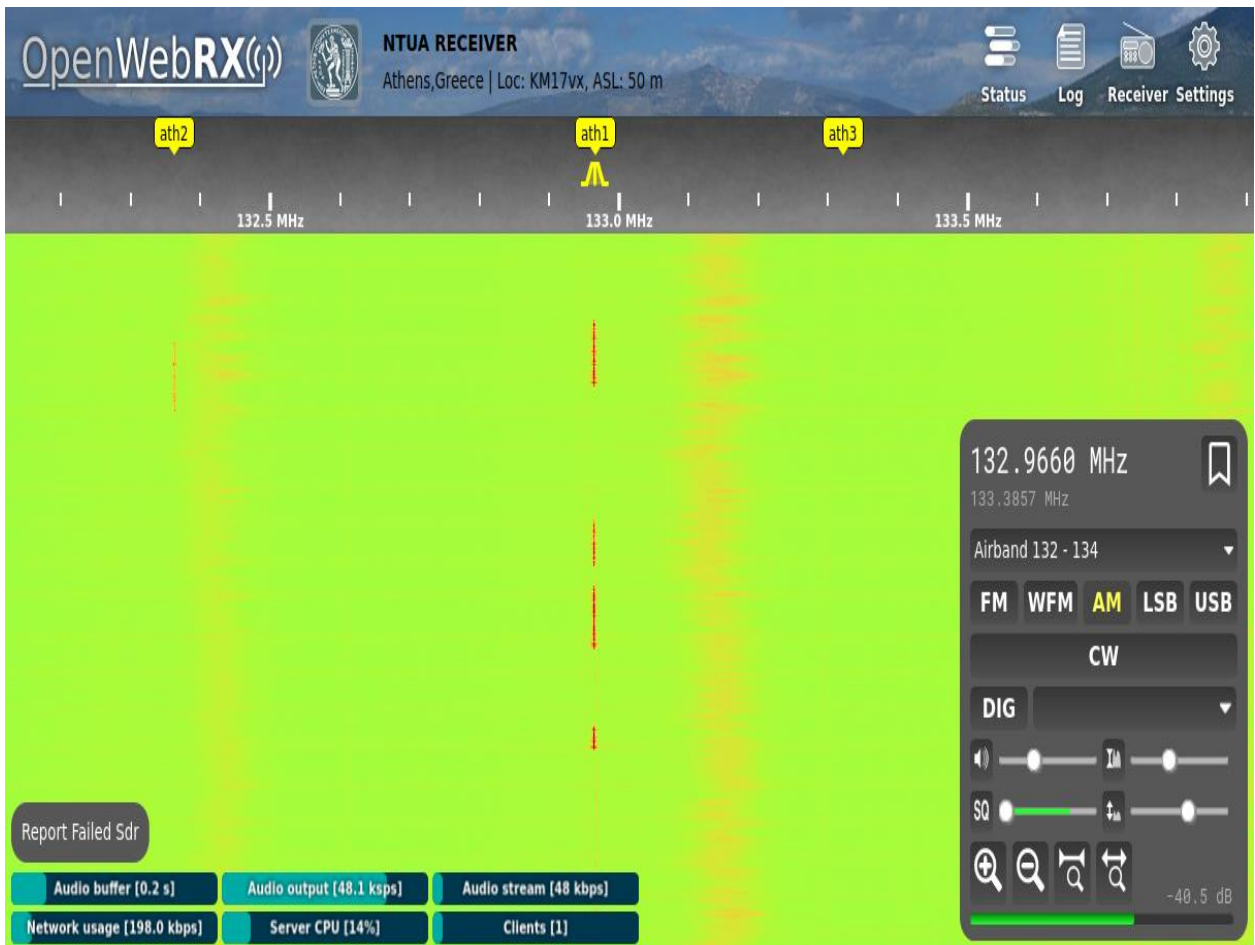 OpenWebRX
NTUA RECEIVER
Athens,Greece | Loc: KM17vx, ASL: 50 m
Status
Log
Receiver
Settings
ath2
ath1
ath3
132.5 MHz
133.0 MHz
133.5 MHz
132.9660 MHz
133.3857 MHz
Airband 132 - 134
FM WFM AM LSB USB
CW
DIG
SQ
-40.5 dB
Report Failed Sdr
Audio buffer [0.2 s]
Audio output [48.1 ksps]
Audio stream [48 kbps]
Network usage [198.0 kbps]
Server CPU [14%]
Clients [1]